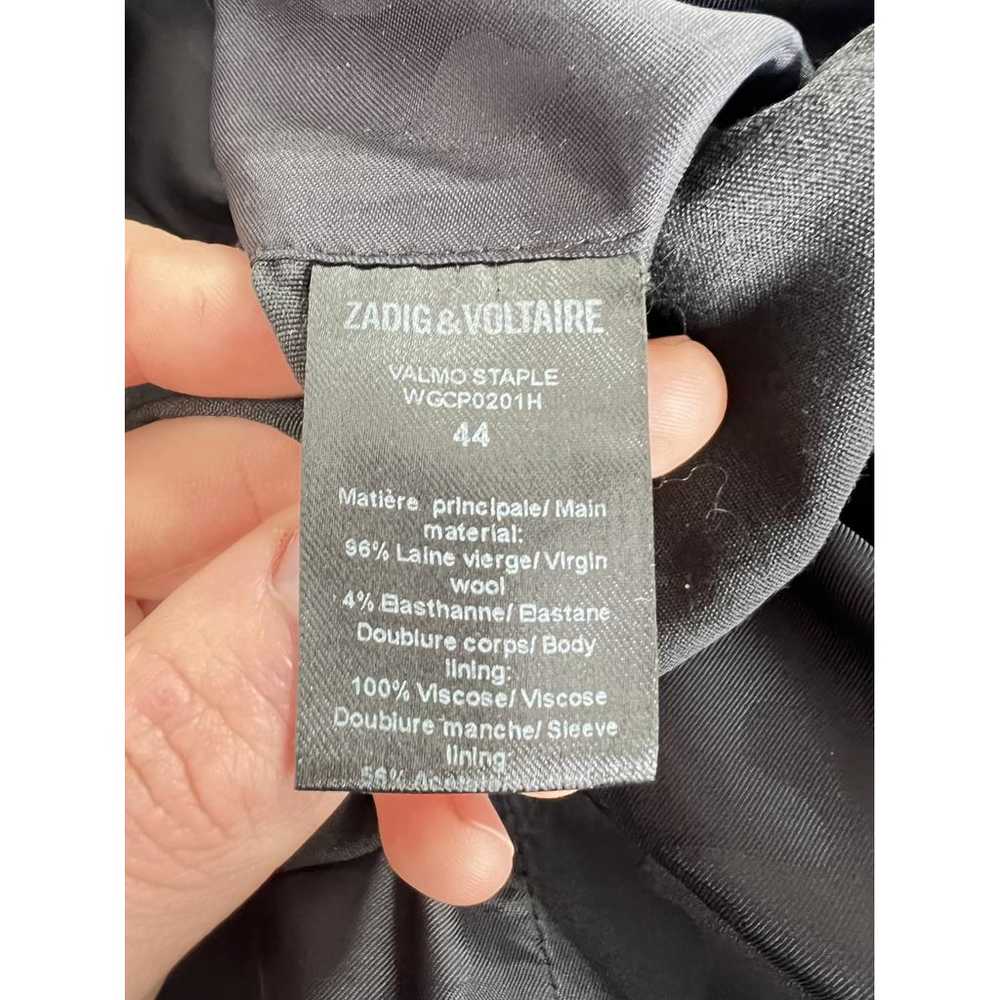 ZADIG&VOLTAIRE
VALMO STAPLE
WGCP0201H
44
Matière principale/ Main
material:
96% Laine vierge/ Virgin
wool
4% Elasthanne/ Elastane
Doublure corps/ Body
lining:
100% Viscose/ Viscose
Doublure manche/ Sleeve
lining:
56%